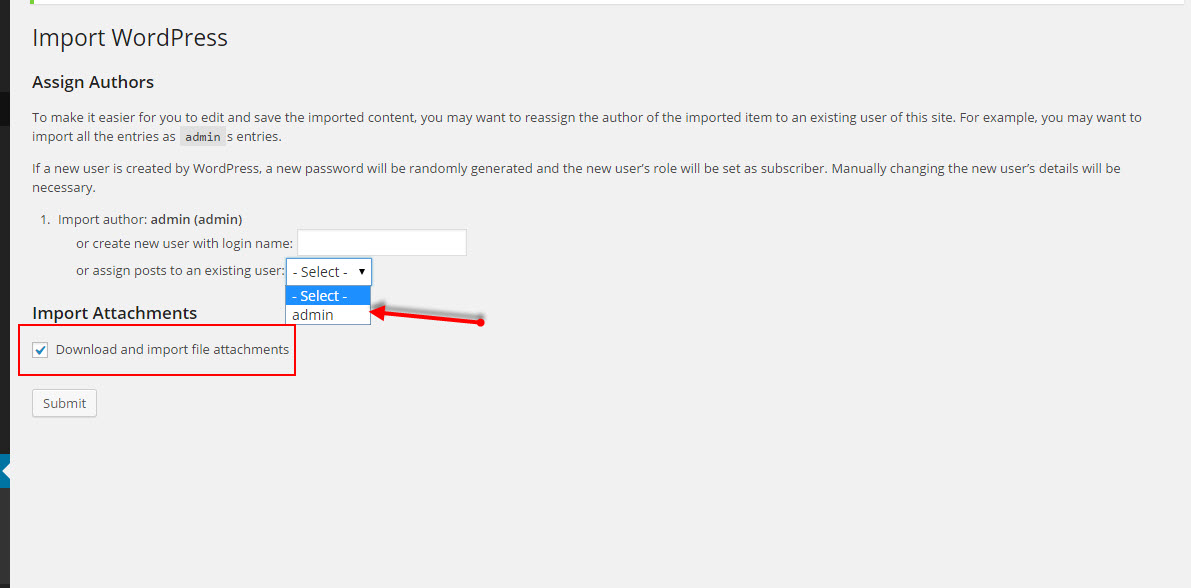 Import WordPress
Assign Authors
To make it easier for you to edit and save the imported content, you may want to reassign the author of the imported item to an existing user of this site. For example, you may want to
import all the entries as admin s entries.
If a new user is created by WordPress, a new password will be randomly generated and the new user's role will be set as subscriber. Manually changing the new user's details will be
necessary.
1. Import author: admin (admin)
or create new user with login name:
or assign posts to an existing user: - Select -
- Select -
admin
Import Attachments
Download and import file attachments
Submit